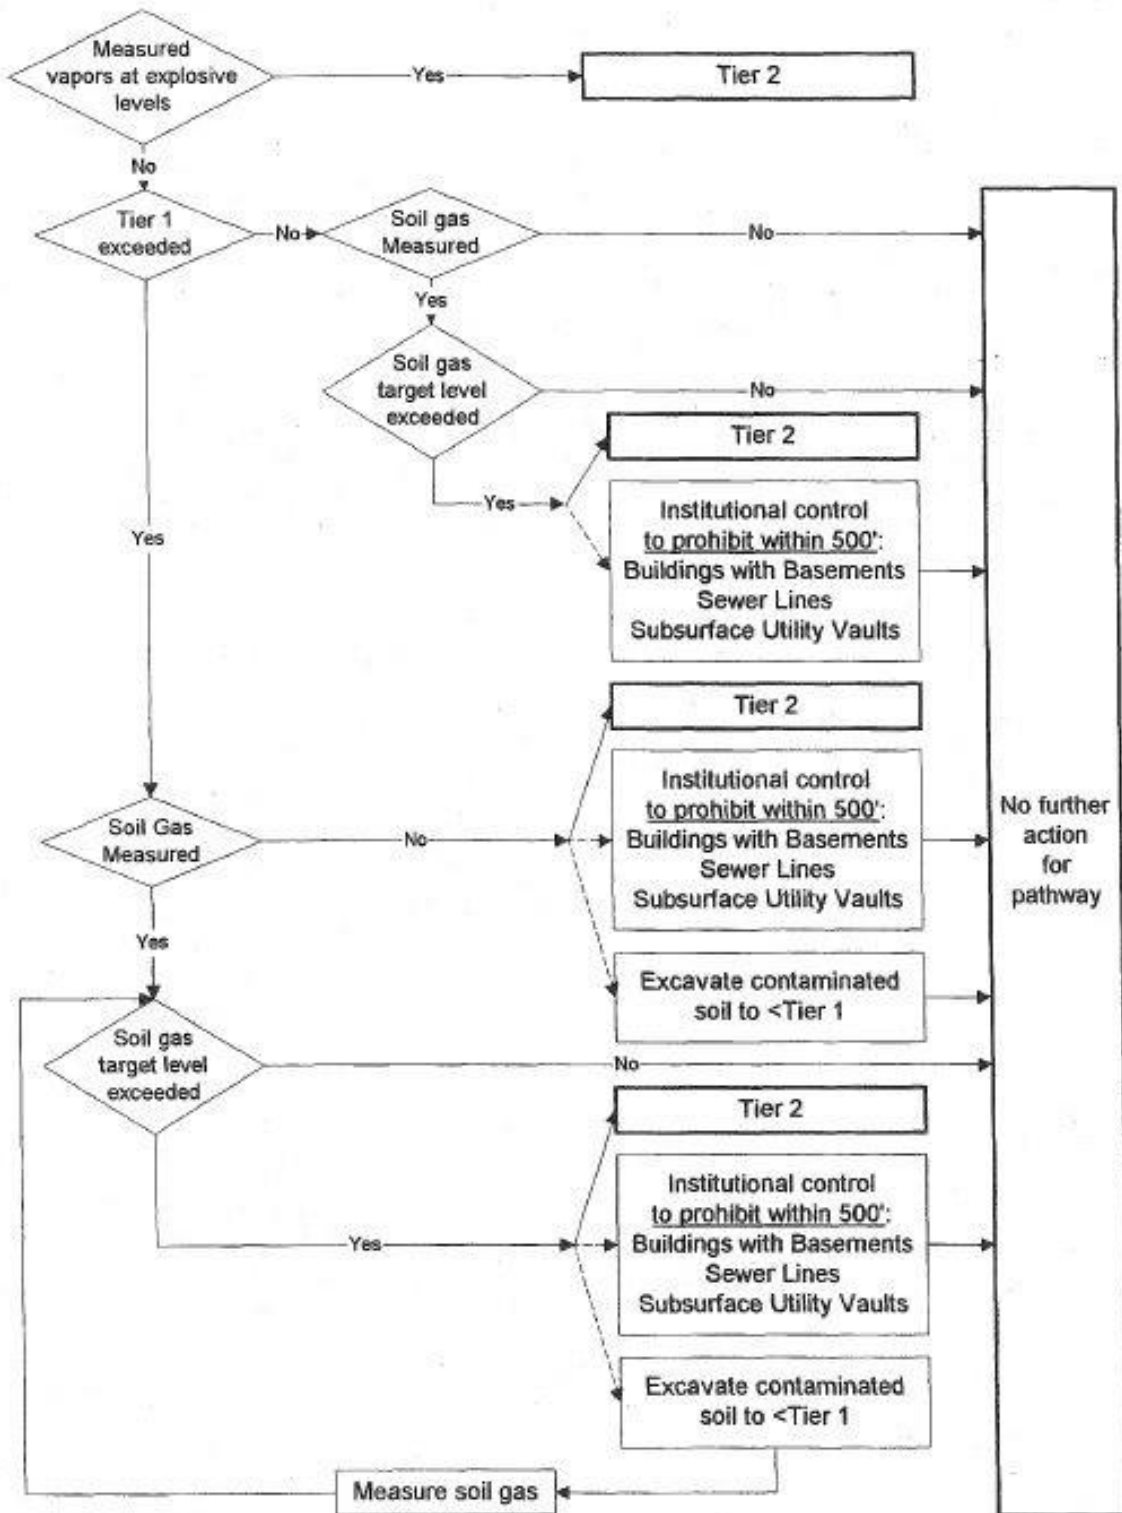 Measured
vapors at explosive
levels
Yes
Tier 2
No
Tier 1
exceeded
No
Soil gas
Measured
No
Yes
Soil gas
target level
exceeded
No
Yes
Tier 2
Institutional control
to prohibit within 500':
Buildings with Basements
Sewer Lines
Subsurface Utility Vaults
Yes
Tier 2
Institutional control
to prohibit within 500':
Buildings with Basements
Sewer Lines
Subsurface Utility Vaults
Soil Gas
Measured
No
Excavate contaminated
soil to <Tier 1
Yes
Soil gas
target level
exceeded
No
Yes
Tier 2
Institutional control
to prohibit within 500':
Buildings with Basements
Sewer Lines
Subsurface Utility Vaults
Excavate contaminated
soil to <Tier 1
Measure soil gas
No further
action
for
pathway